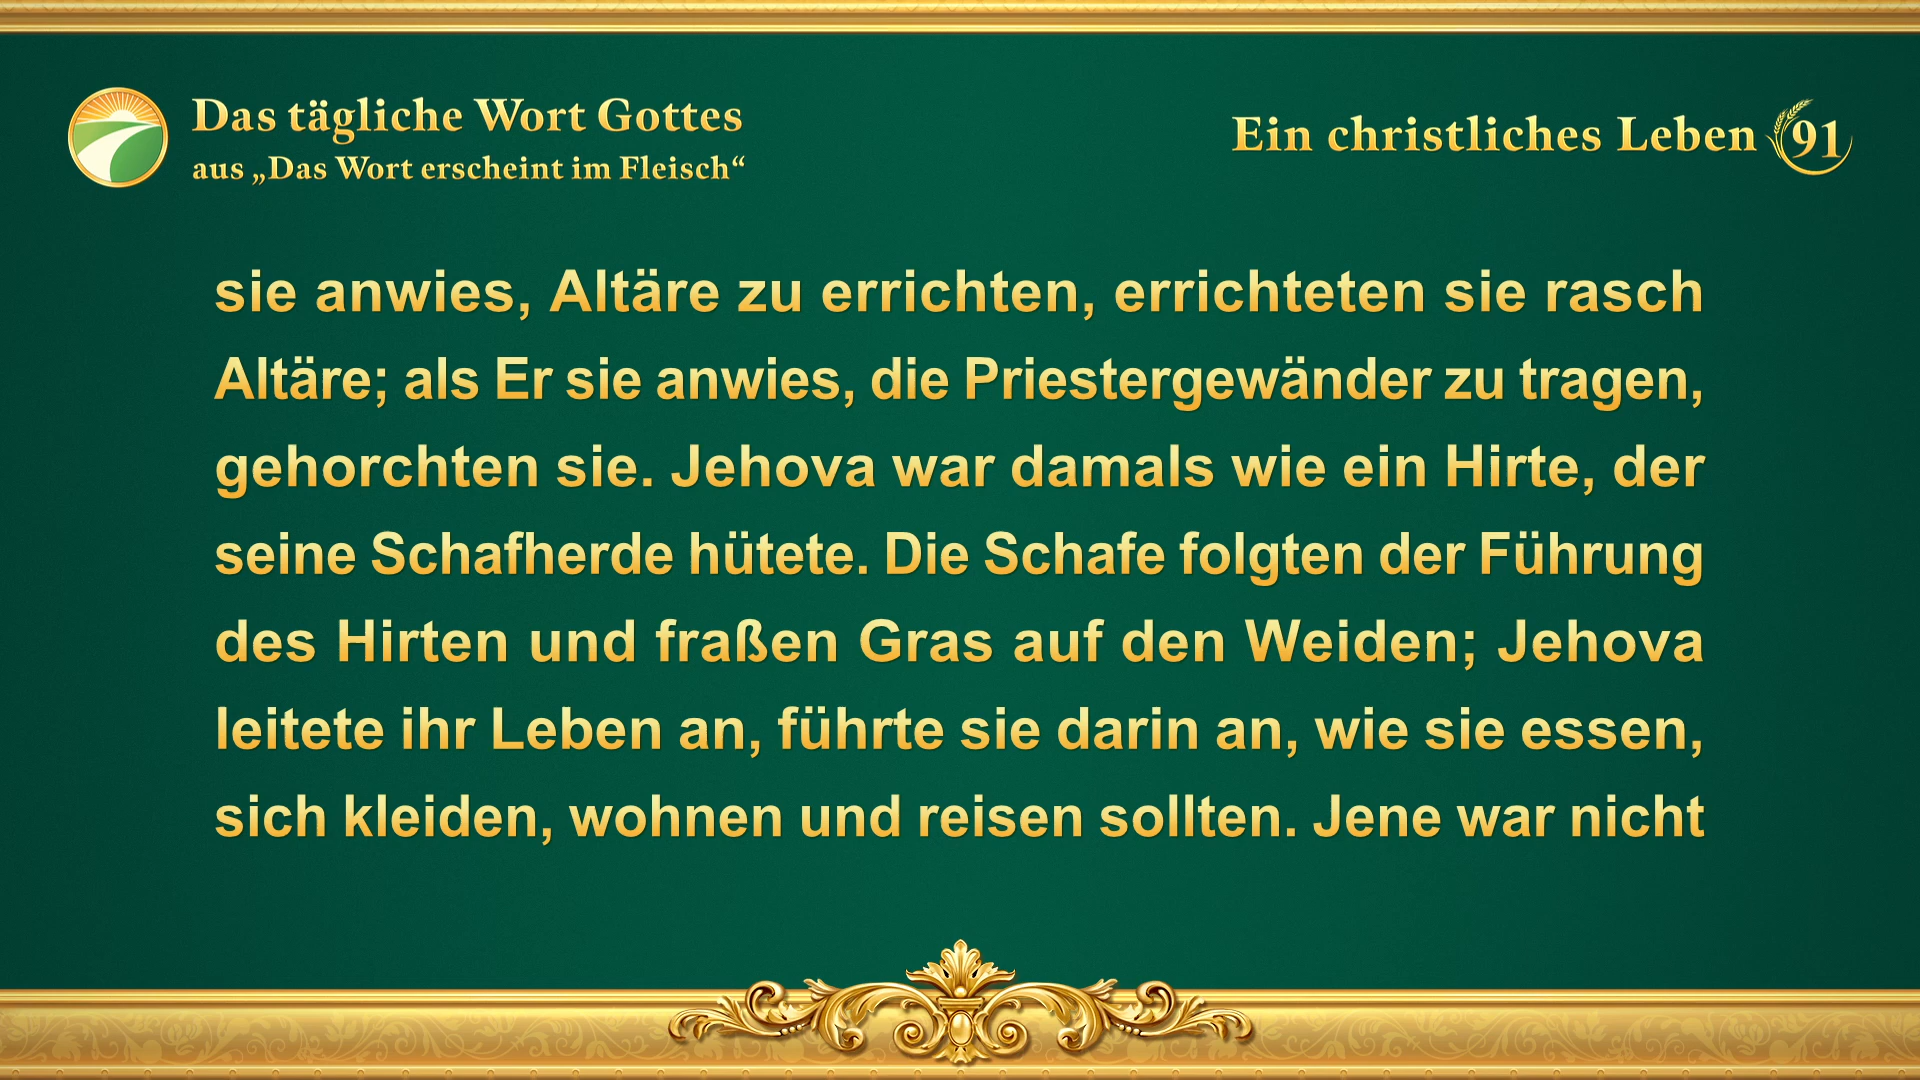 Das tägliche Wort Gottes
aus „Das Wort erscheint im Fleisch“
Ein christliches Leben 91
sie anwies, Altäre zu errichten, errichteten sie rasch
Altäre; als Er sie anwies, die Priestergewänder zu tragen,
gehorchten sie. Jehova war damals wie ein Hirte, der
seine Schafherde hütete. Die Schafe folgten der Führung
des Hirten und fraßen Gras auf den Weiden; Jehova
leitete ihr Leben an, führte sie darin an, wie sie essen,
sich kleiden, wohnen und reisen sollten. Jene war nicht